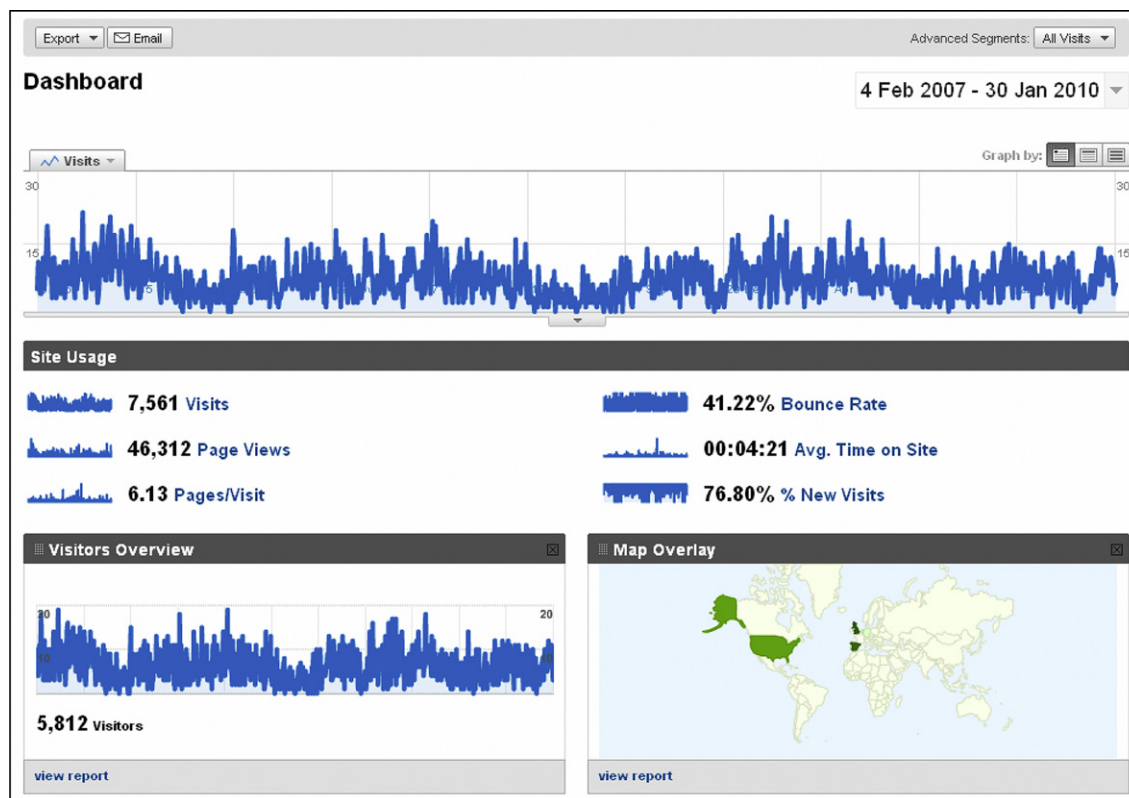 Export Email Advanced Segments: All Visits
Dashboard
4 Feb 2007 - 30 Jan 2010
Visits Graph by:
30 30
15 15
Site Usage
7,561 Visits 41.22% Bounce Rate
46,312 Page Views 00:04:21 Avg. Time on Site
6.13 Pages/Visit 76.80% % New Visits
Visitors Overview
20 20
10
5,812 Visitors
view report
Map Overlay
view report